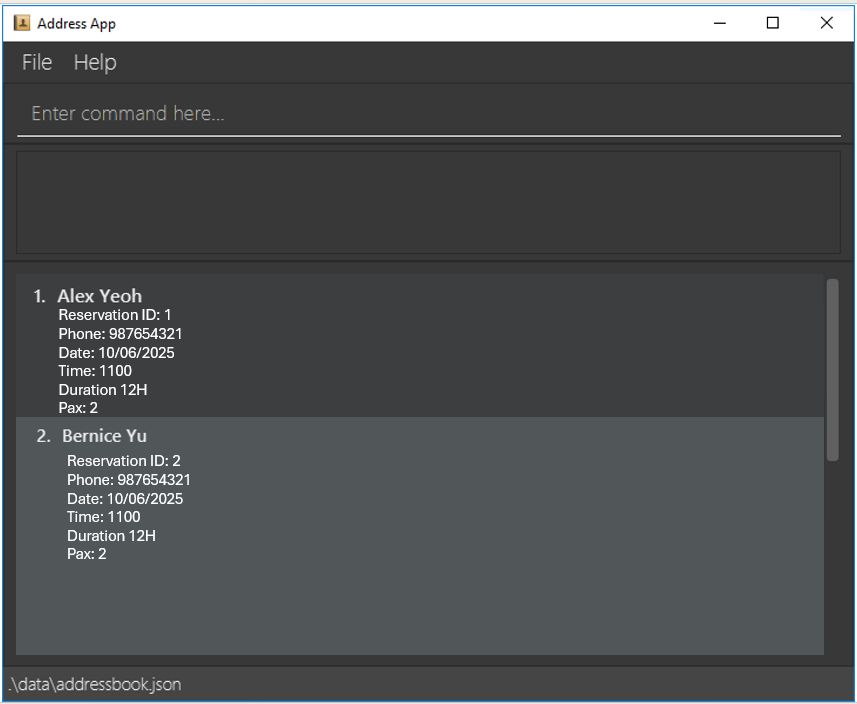 Address App
File Help
Enter command here...
1. Alex Yeoh
Reservation ID: 1
Phone: 987654321
Date: 10/06/2025
Time: 1100
Duration 12H
Pax: 2
2. Bernice Yu
Reservation ID: 2
Phone: 987654321
Date: 10/06/2025
Time: 1100
Duration 12H
Pax: 2
.\data\addressbook.json